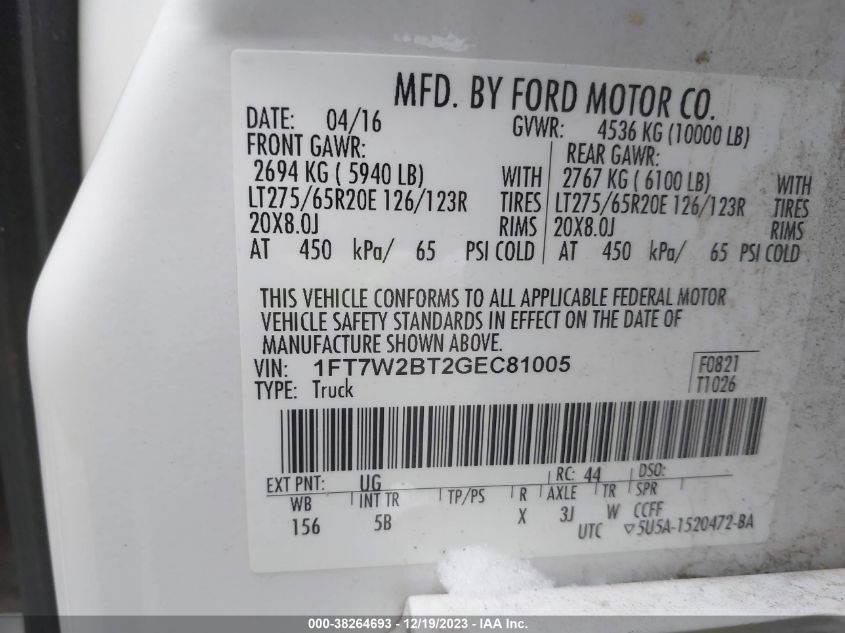 MFD. BY FORD MOTOR CO.
DATE: 04/16 GVWR: 4536 KG (10000 LB)
FRONT GAWR: REAR GAWR:
2694 KG ( 5940 LB) WITH 2767 KG ( 6100 LB) WITH
LT275/65R20E 126/123R TIRES LT275/65R20E 126/123R TIRES
20X8.0J RIMS 20X8.0J RIMS
AT 450 kPa/ 65 PSI COLD AT 450 kPa/ 65 PSI COLD
THIS VEHICLE CONFORMS TO ALL APPLICABLE FEDERAL MOTOR
VEHICLE SAFETY STANDARDS IN EFFECT ON THE DATE OF
MANUFACTURE SHOWN ABOVE.
VIN: 1FT7W2BT2GEC81005 F0821
TYPE: Truck T1026
EXT PNT: UG RC: 44 DSO:
WB INT TR TP/PS R AXLE TR SPR
156 5B X 3J W CCFF
UTC ▽5U5A-1520472-BA
000-38264693 - 12/19/2023 - IAA Inc.